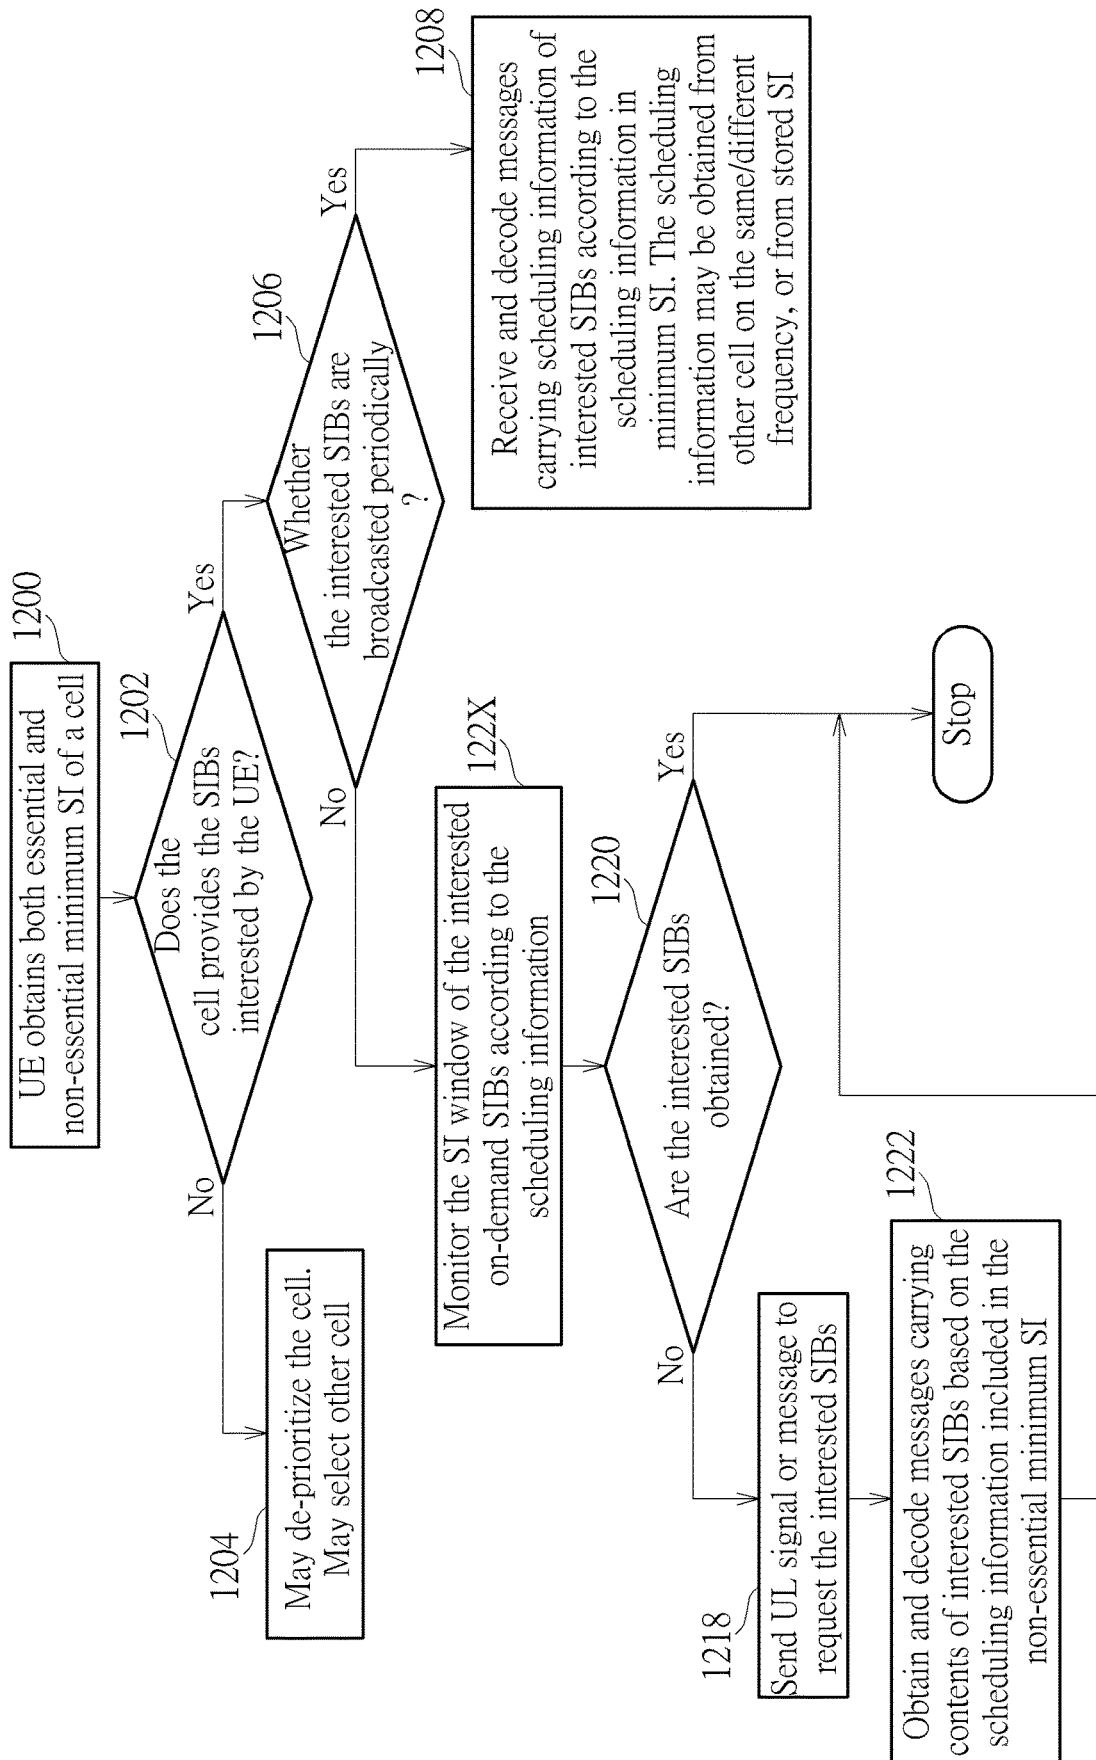 UE obtains both essential and
non-essential minimum SI of a cell
1200
Does the
cell provides the SIBs
interested by the UE?
1202
No
Yes
May de-prioritize the cell.
May select other cell
1204
Whether
the interested SIBs are
broadcasted periodically
?
1206
No
Yes
Receive and decode messages
carrying scheduling information of
interested SIBs according to the
scheduling information in
minimum SI. The scheduling
information may be obtained from
other cell on the same/different
frequency, or from stored SI
1208
Monitor the SI window of the interested
on-demand SIBs according to the
scheduling information
122X
Are the interested SIBs
obtained?
1220
No
Yes
Send UL signal or message to
request the interested SIBs
1218
Obtain and decode messages carrying
contents of interested SIBs based on the
scheduling information included in the
non-essential minimum SI
1222
Stop